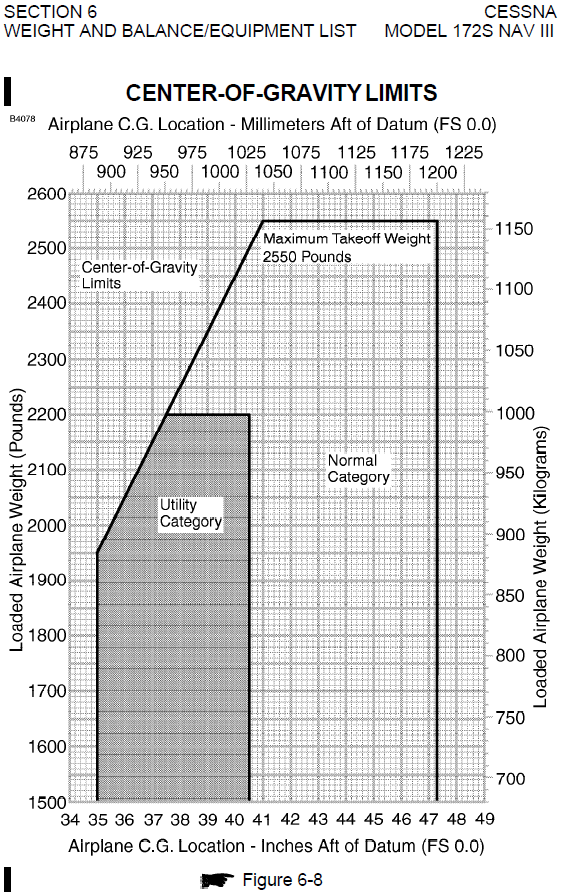 SECTION 6 CESSNA
WEIGHT AND BALANCE/EQUIPMENT LIST MODEL 172S NAV III
CENTER-OF-GRAVITY LIMITS
B4078
Airplane C.G. Location - Millimeters Aft of Datum (FS 0.0)
875 925 975 1025 1075 1125 1175 1225
900 950 1000 1050 1100 1150 1200
2600
2500
2400
2300
2200
2100
2000
1900
1800
1700
1600
1500
Loaded Airplane Weight (Pounds)
Maximum Takeoff Weight
2550 Pounds
Center-of-Gravity
Limits
Normal
Category
Utility
Category
1150
1100
1050
1000
950
900
850
800
750
700
Loaded Airplane Weight (Kilograms)
34 35 36 37 38 39 40 41 42 43 44 45 46 47 48 49
Airplane C.G. Location - Inches Aft of Datum (FS 0.0)
Figure 6-8